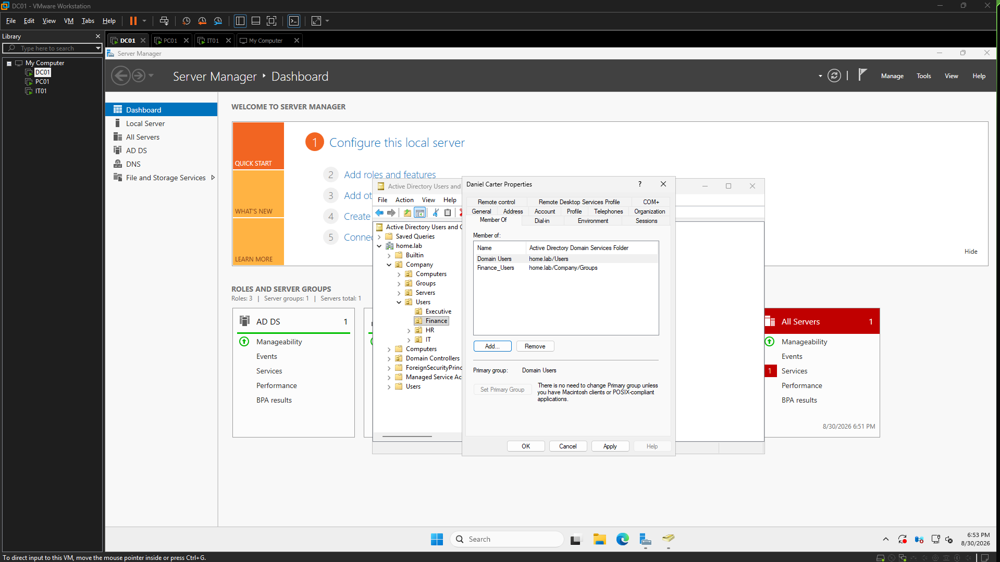 DC01 - VMware Workstation
File Edit View VM Tabs Help
Library
Type here to search
My Computer
DC01
PC01
IT01
DC01 PC01 IT01 My Computer
Server Manager
Server Manager Dashboard
Manage Tools View Help
Dashboard
Local Server
All Servers
AD DS
DNS
File and Storage Services
WELCOME TO SERVER MANAGER
QUICK START
WHAT'S NEW
LEARN MORE
1 Configure this local server
2 Add roles and features
3 Add ot
4 Create
5 Connec
Hide
ROLES AND SERVER GROUPS
Roles: 3 | Server groups: 1 | Servers total: 1
AD DS 1
Manageability
Events
Services
Performance
BPA results
Active Directory Users and
File Action View Help
Active Directory Users and C
Saved Queries
home.lab
Builtin
Company
Computers
Groups
Servers
Users
Executive
Finance
HR
IT
Computers
Domain Controllers
ForeignSecurityPrinc
Managed Service Ac
Users
Daniel Carter Properties
?
Remote control Remote Desktop Services Profile COM+
General Address Account Profile Telephones Organization
Member Of Dial-in Environment Sessions
Member of:
Name Active Directory Domain Services Folder
Domain Users home.lab/Users
Finance_Users home.lab/Company/Groups
Add... Remove
Primary group: Domain Users
Set Primary Group
There is no need to change Primary group unless
you have Macintosh clients or POSIX-compliant
applications.
OK Cancel Apply Help
All Servers 1
Manageability
Events
1 Services
Performance
BPA results
8/30/2026 6:51 PM
Search
6:53 PM
8/30/2026
To direct input to this VM, move the mouse pointer inside or press Ctrl+G.